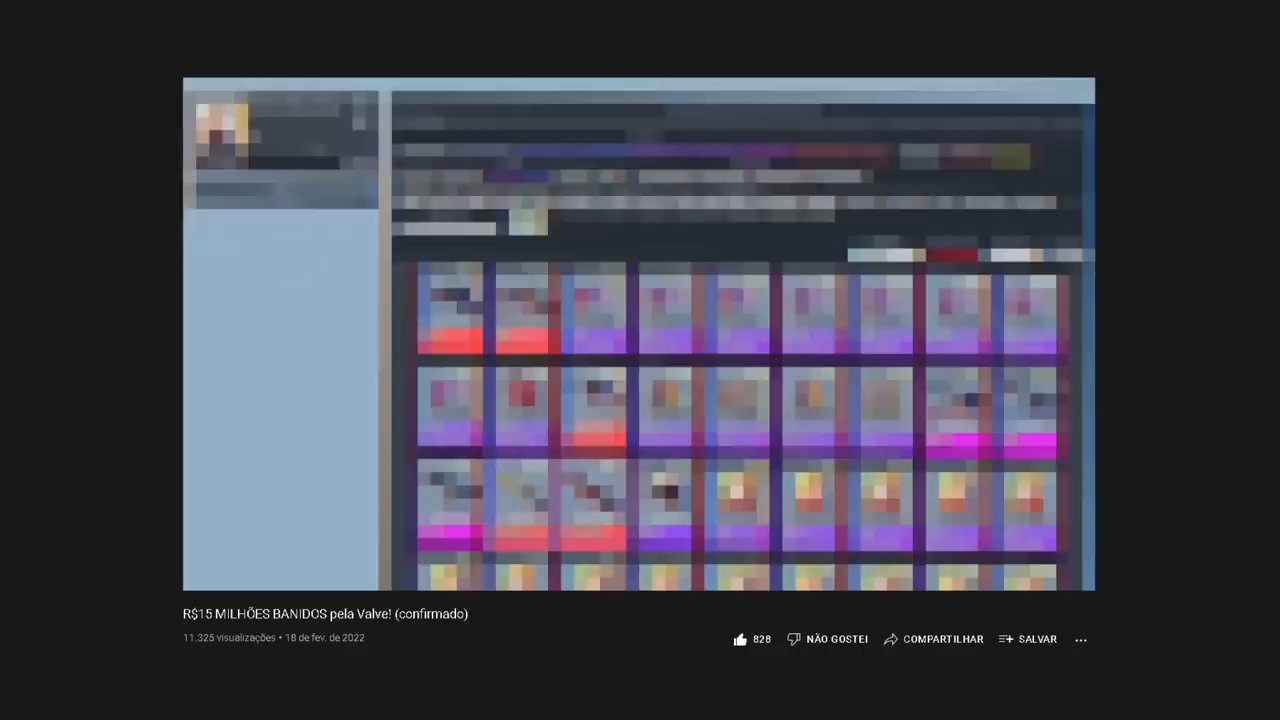 R$15 MILHÕES BANIDOS pela Valve! (confirmado)
11.325 visualizações • 18 de fev. de 2022
828 NÃO GOSTEI COMPARTILHAR SALVAR ...